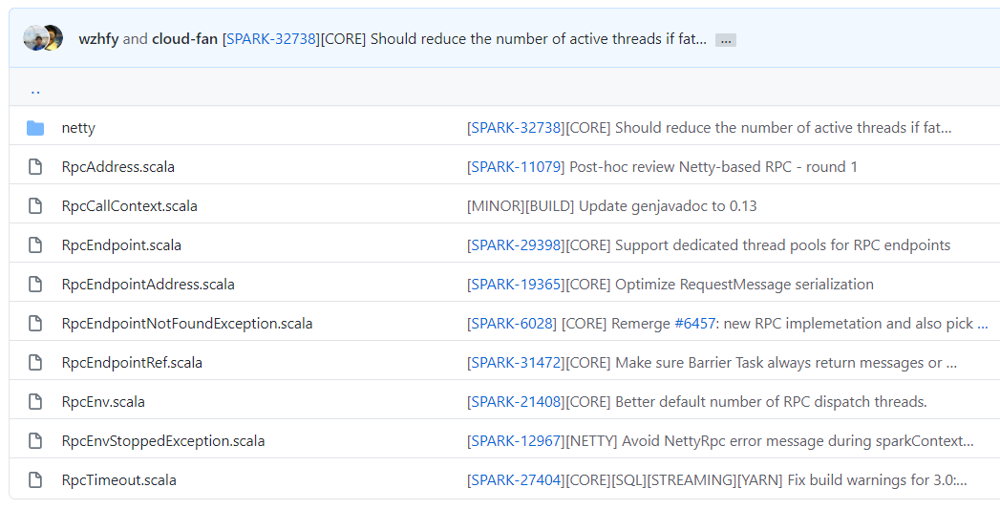 wzhfy and cloud-fan [SPARK-32738][CORE] Should reduce the number of active threads if fat... ...
..
netty [SPARK-32738][CORE] Should reduce the number of active threads if fat...
RpcAddress.scala [SPARK-11079] Post-hoc review Netty-based RPC - round 1
RpcCallContext.scala [MINOR][BUILD] Update genjavadoc to 0.13
RpcEndpoint.scala [SPARK-29398][CORE] Support dedicated thread pools for RPC endpoints
RpcEndpointAddress.scala [SPARK-19365][CORE] Optimize RequestMessage serialization
RpcEndpointNotFoundException.scala [SPARK-6028] [CORE] Remerge #6457: new RPC implemetation and also pick ...
RpcEndpointRef.scala [SPARK-31472][CORE] Make sure Barrier Task always return messages or ...
RpcEnv.scala [SPARK-21408][CORE] Better default number of RPC dispatch threads.
RpcEnvStoppedException.scala [SPARK-12967][NETTY] Avoid NettyRpc error message during sparkContext...
RpcTimeout.scala [SPARK-27404][CORE][SQL][STREAMING][YARN] Fix build warnings for 3.0:...